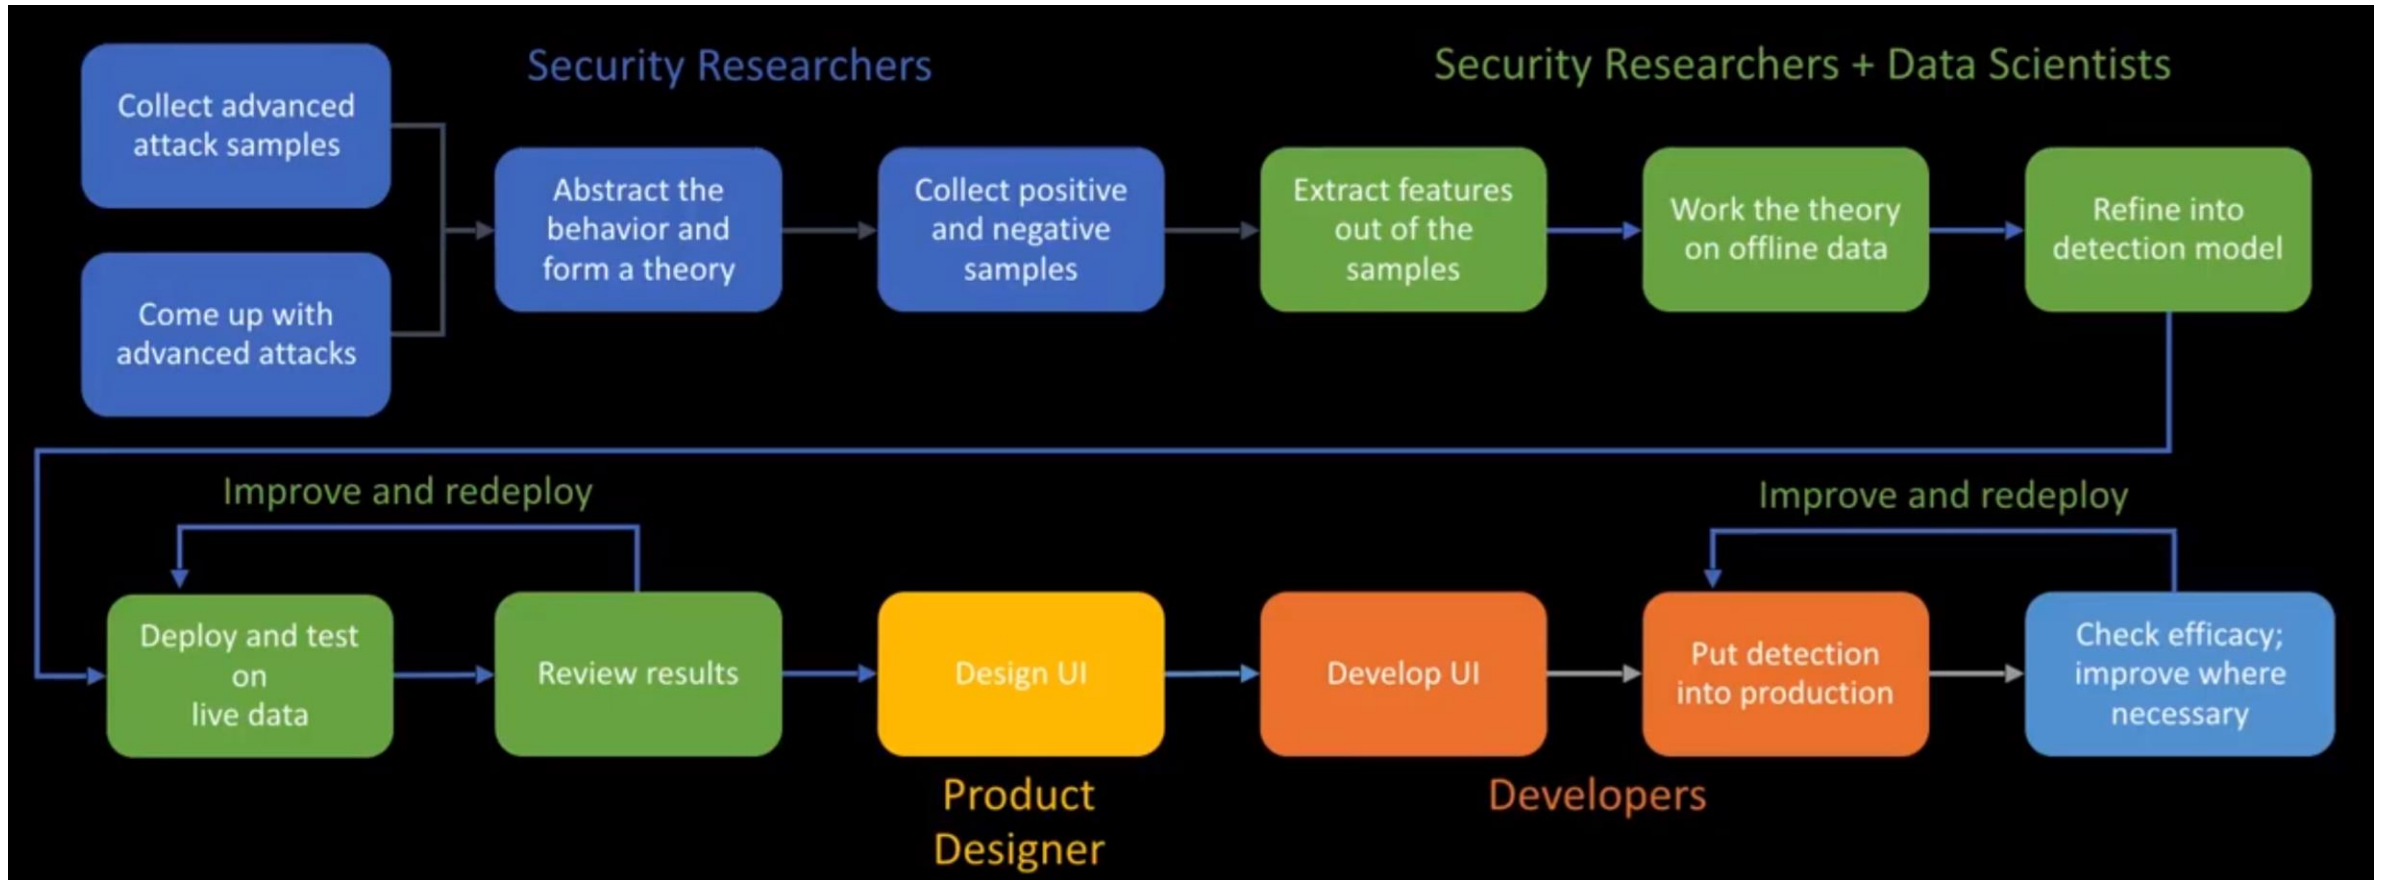 Security Researchers
Security Researchers + Data Scientists
Collect advanced
attack samples
Come up with
advanced attacks
Abstract the
behavior and
form a theory
Collect positive
and negative
samples
Extract features
out of the
samples
Work the theory
on offline data
Refine into
detection model
Improve and redeploy
Improve and redeploy
Deploy and test
on
live data
Review results
Design UI
Develop UI
Put detection
into production
Check efficacy;
improve where
necessary
Product
Designer
Developers